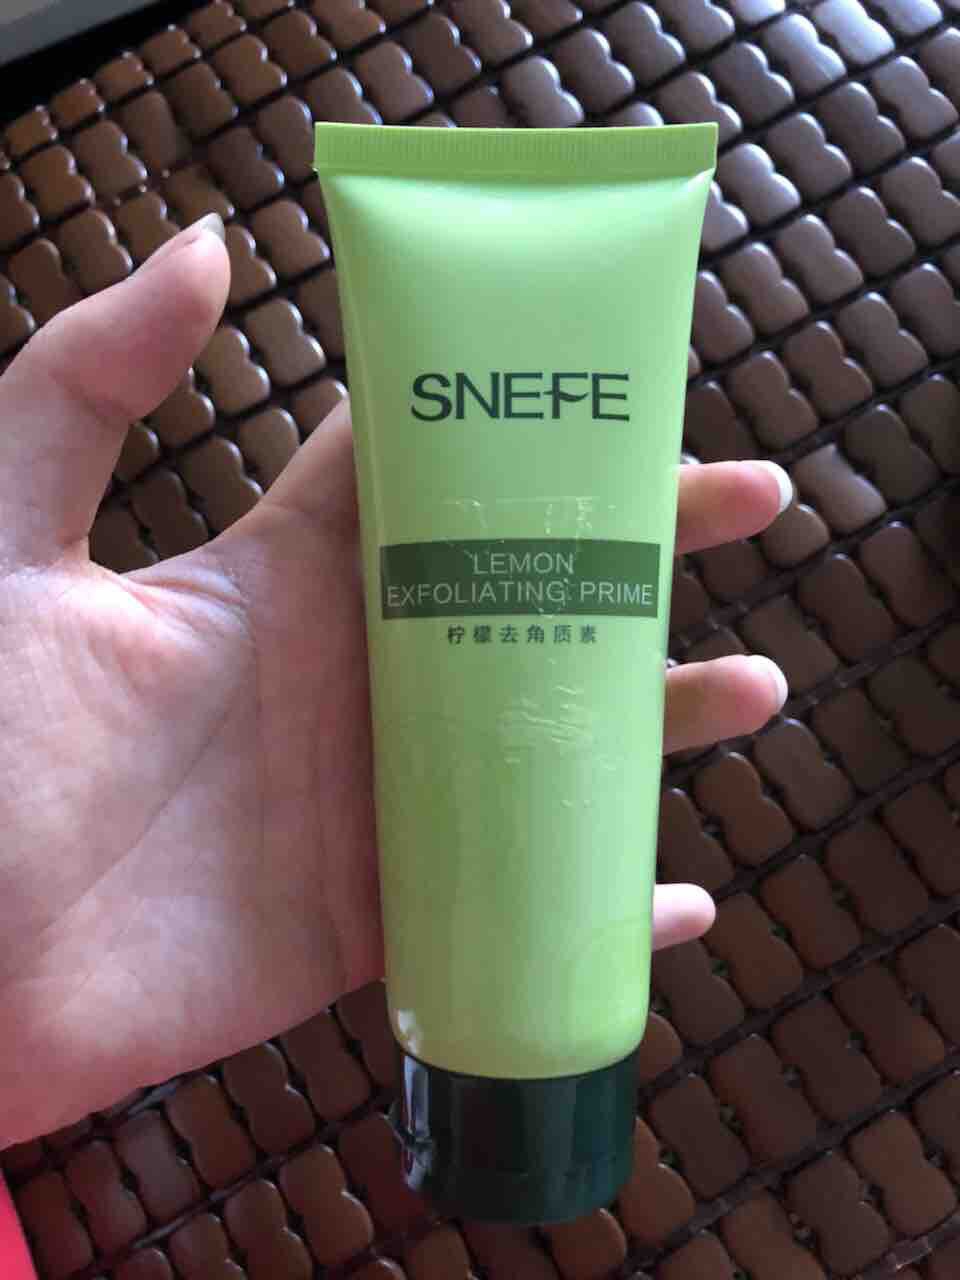 SNEFE
LEMON
EXFOLIATING PRIME
柠檬去角质素